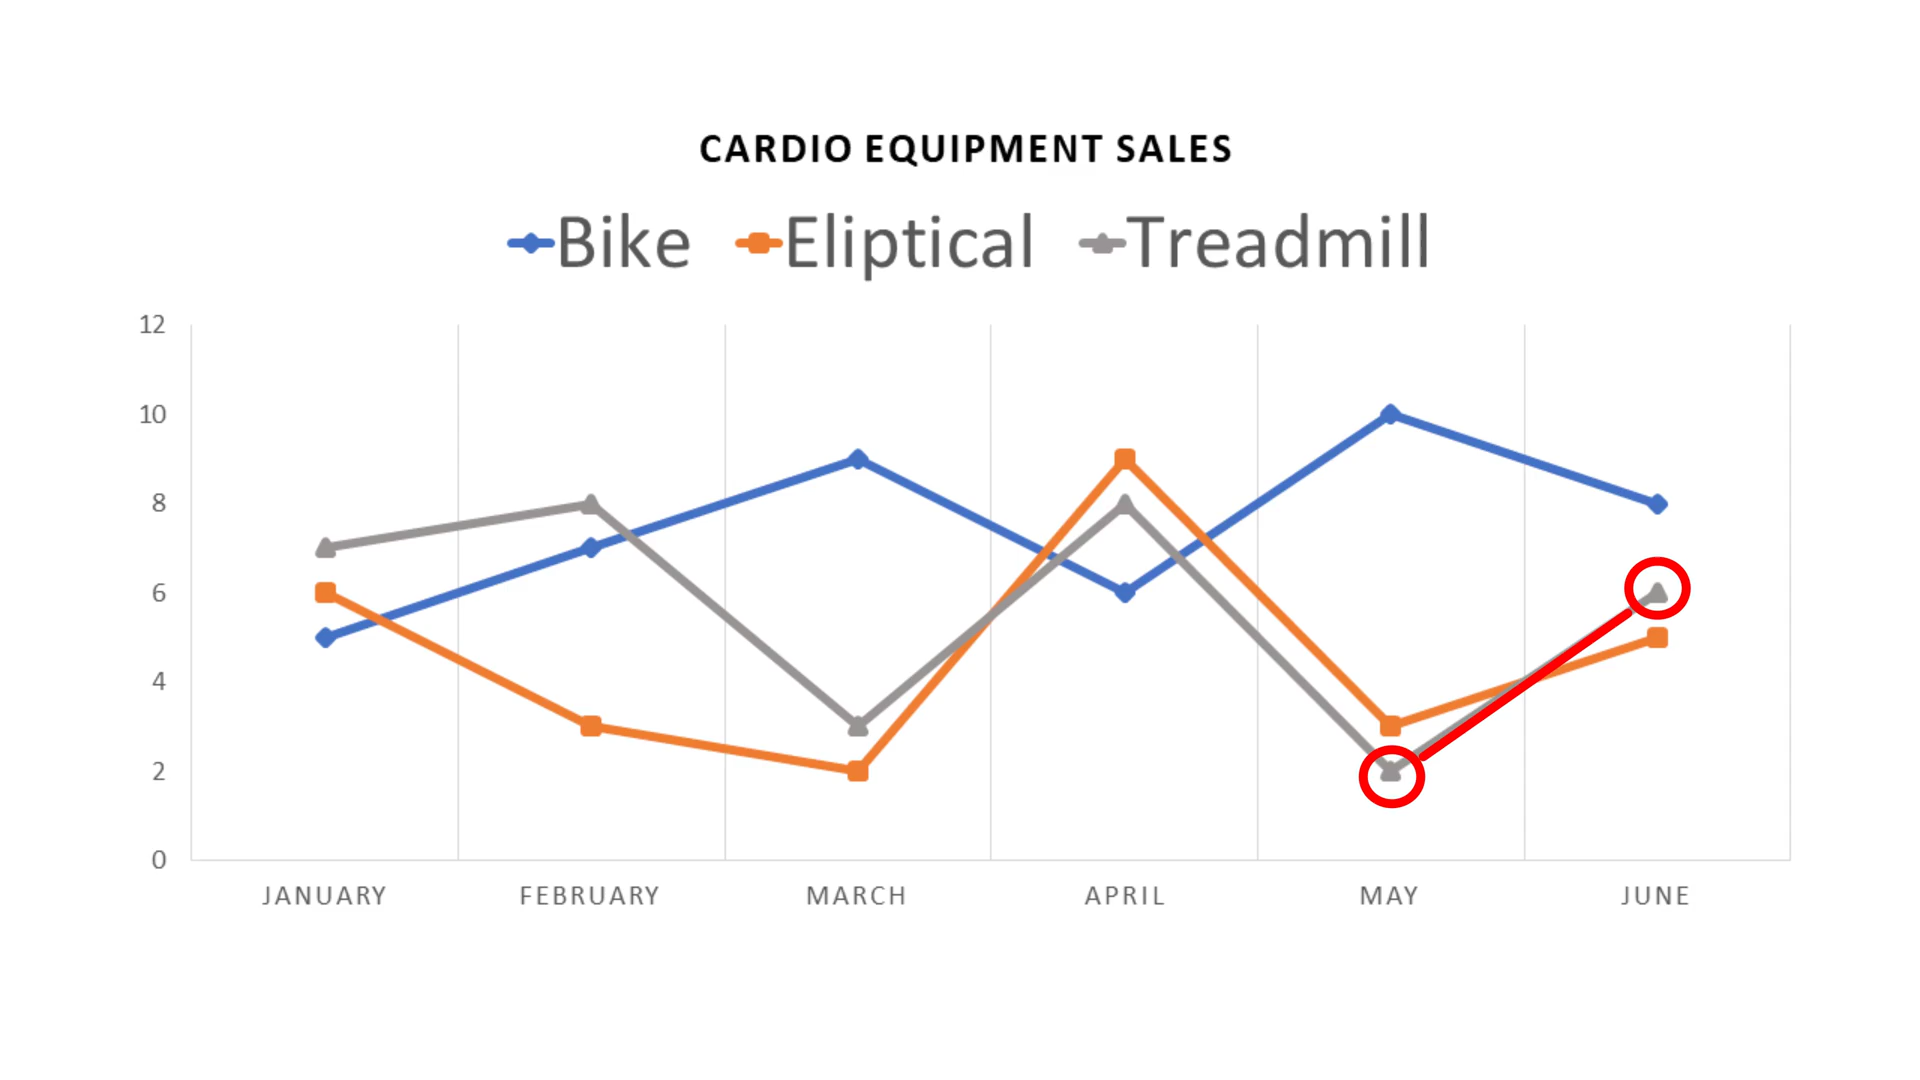 CARDIO EQUIPMENT SALES
Bike Eliptical Treadmill
12
10
8
6
4
2
0
JANUARY FEBRUARY MARCH APRIL MAY JUNE